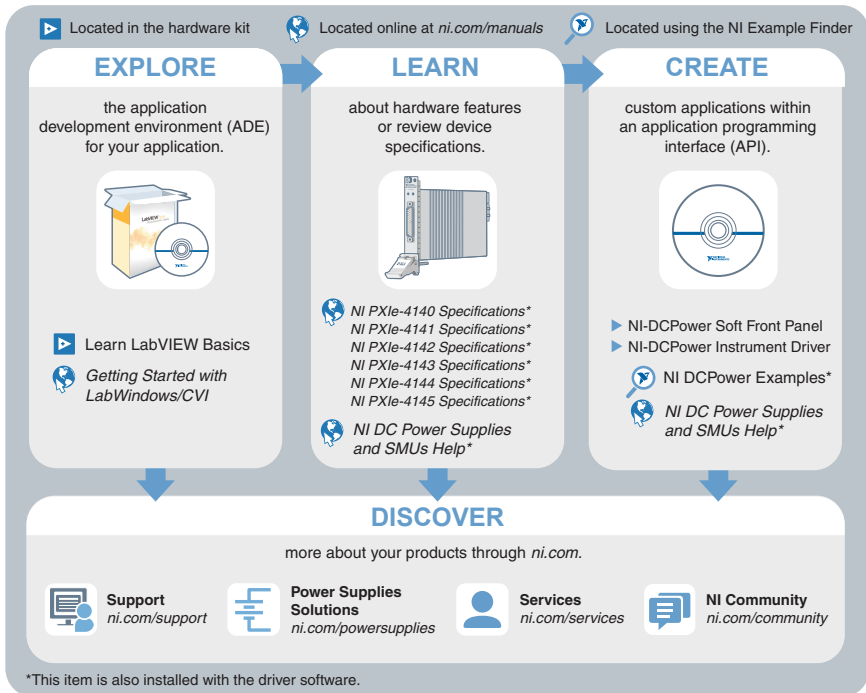 Located in the hardware kit
Located online at ni.com/manuals
Located using the NI Example Finder
EXPLORE
the application
development environment (ADE)
for your application.
LabVIEW
Learn LabVIEW Basics
Getting Started with
LabWindows/CVI
LEARN
about hardware features
or review device
specifications.
NI PXIe-4140 Specifications*
NI PXIe-4141 Specifications*
NI PXIe-4142 Specifications*
NI PXIe-4143 Specifications*
NI PXIe-4144 Specifications*
NI PXIe-4145 Specifications*
NI DC Power Supplies
and SMUs Help*
CREATE
custom applications within
an application programming
interface (API).
NI-DCPower Soft Front Panel
NI-DCPower Instrument Driver
NI DCPower Examples*
NI DC Power Supplies
and SMUs Help*
DISCOVER
more about your products through ni.com.
Support
ni.com/support
Power Supplies
Solutions
ni.com/powersupplies
Services
ni.com/services
NI Community
ni.com/community
*This item is also installed with the driver software.